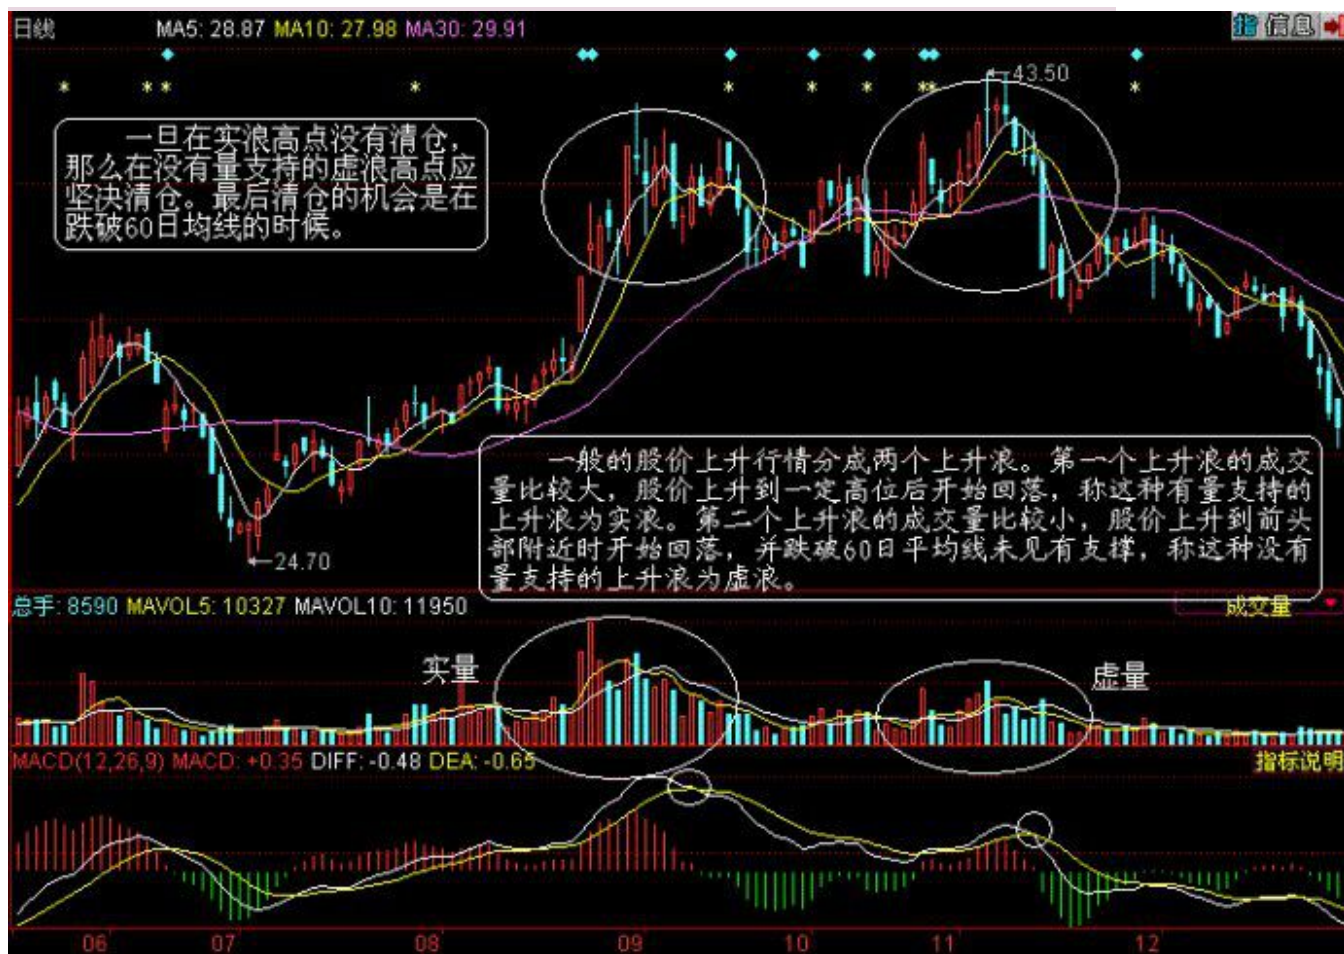 日线 MA5: 28.87 MA10: 27.98 MA30: 29.91 指 信息
43.50
一旦在实浪高点没有清仓，
那么在没有量支持的虚浪高点应
坚决清仓。最后清仓的机会是在
跌破60日均线的时候。
一般的股价上升行情分成两个上升浪。第一个上升浪的成交
量比较大，股价上升到一定高位后开始回落，称这种有量支持的
上升浪为实浪。第二个上升浪的成交量比较小，股价上升到前头
部附近时开始回落，并跌破60日平均线未见有支撑，称这种没有
量支持的上升浪为虚浪。
24.70
总手: 8590 MAVOL5: 10327 MAVOL10: 11950 成交量
实量 虚量
MACD(12,26,9) MACD: +0.35 DIFF: -0.48 DEA: -0.65 指标说明
06 07 08 09 10 11 12